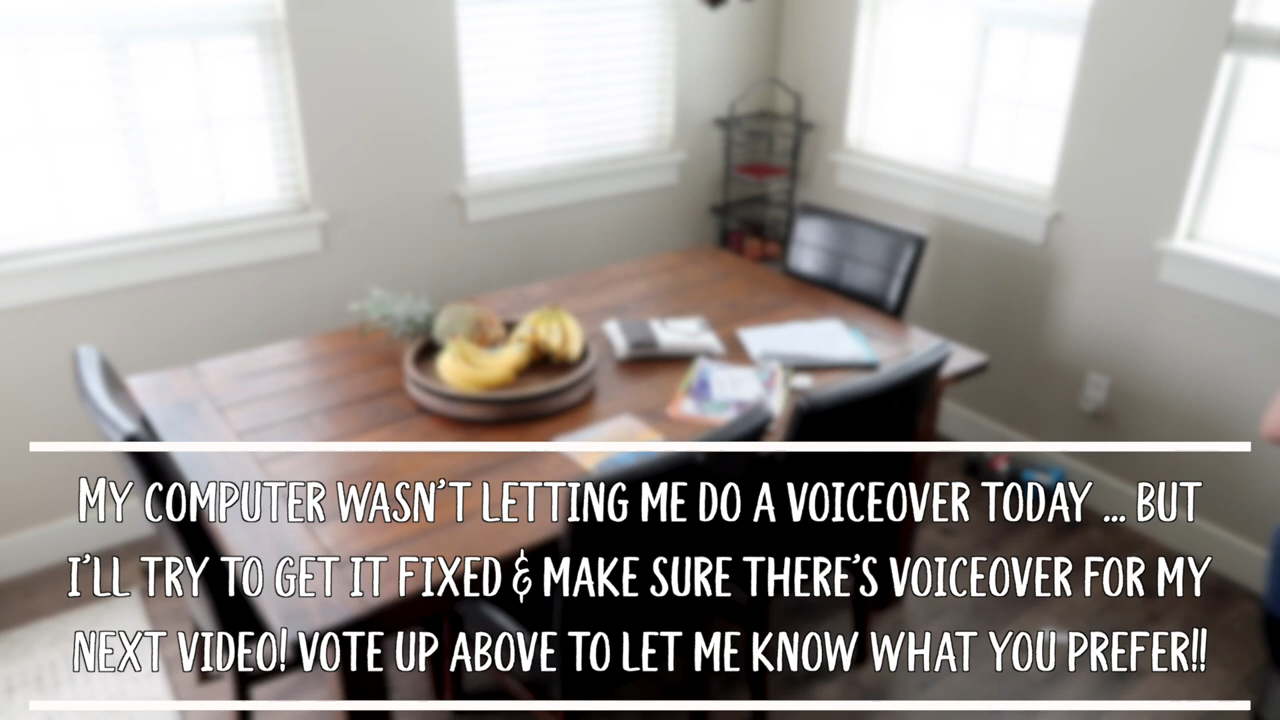 My computer wasn't letting me do a voiceover today ... but
I'll try to get it fixed & make sure there's voiceover for my
next video! Vote up above to let me know what you prefer!!